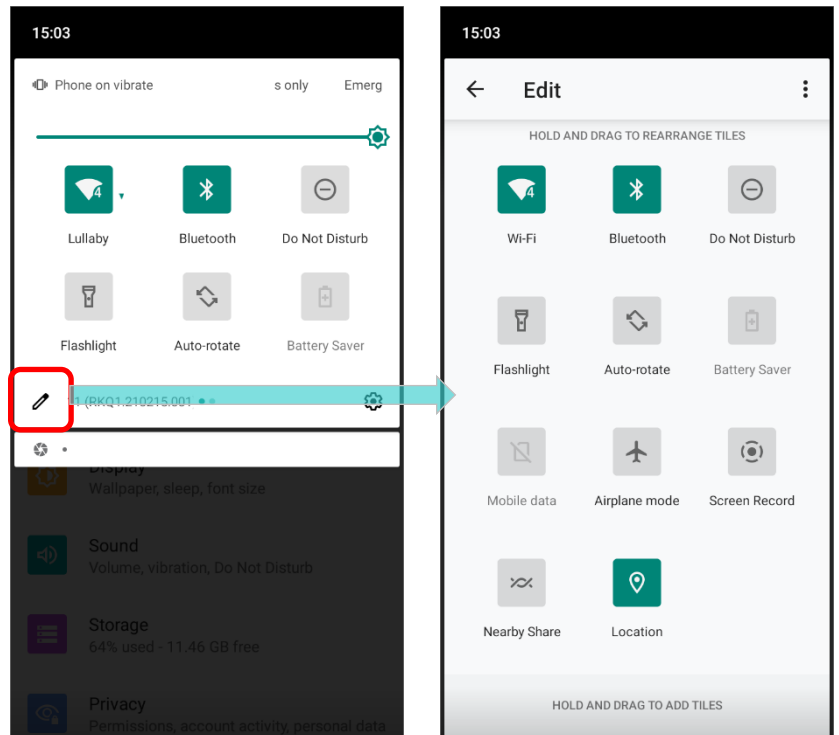 15:03
Phone on vibrate s only Emerg
4
Lullaby Bluetooth Do Not Disturb
Flashlight Auto-rotate Battery Saver
(RKQ1.210215.001
Display
Wallpaper, sleep, font size
Sound
Volume, vibration, Do Not Disturb
Storage
64% used - 11.46 GB free
Privacy
Permissions, account activity, personal data
15:03
Edit
HOLD AND DRAG TO REARRANGE TILES
4
Wi-Fi Bluetooth Do Not Disturb
Flashlight Auto-rotate Battery Saver
Mobile data Airplane mode Screen Record
Nearby Share Location
HOLD AND DRAG TO ADD TILES